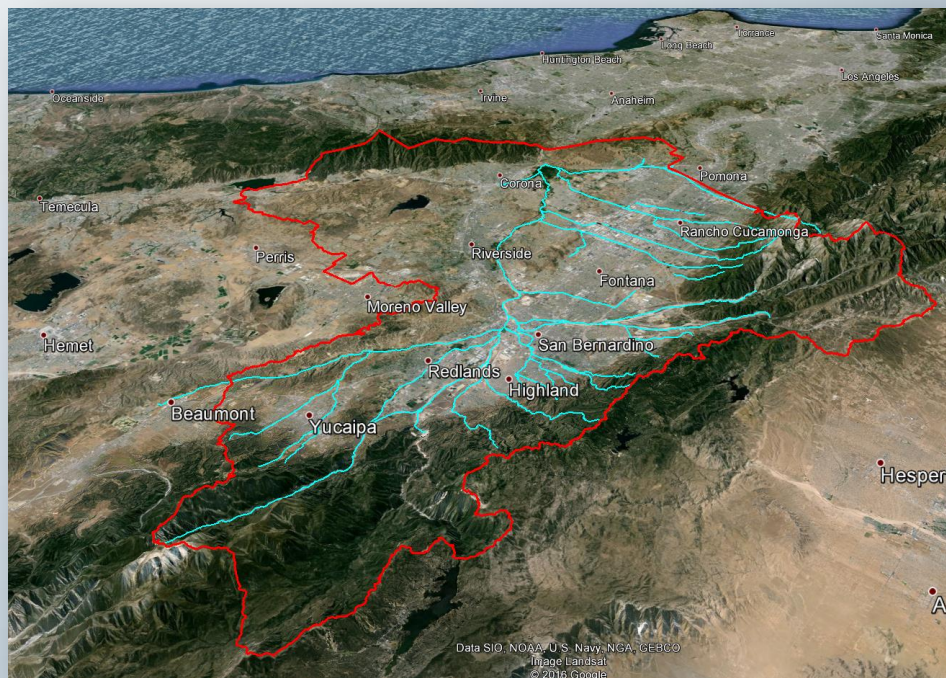 Santa Monica
Torrance
Long Beach
Huntington Beach
Los Angeles
Oceanside
Irvine
Anaheim
Pomona
Corona
Temecula
Rancho Cucamonga
Riverside
Perris
Fontana
Moreno Valley
Hemet
San Bernardino
Redlands
Highland
Beaumont
Yucaipa
Hesper
A
Data SIO, NOAA, U.S. Navy, NGA, GEBCO
Image Landsat
© 2016 Google